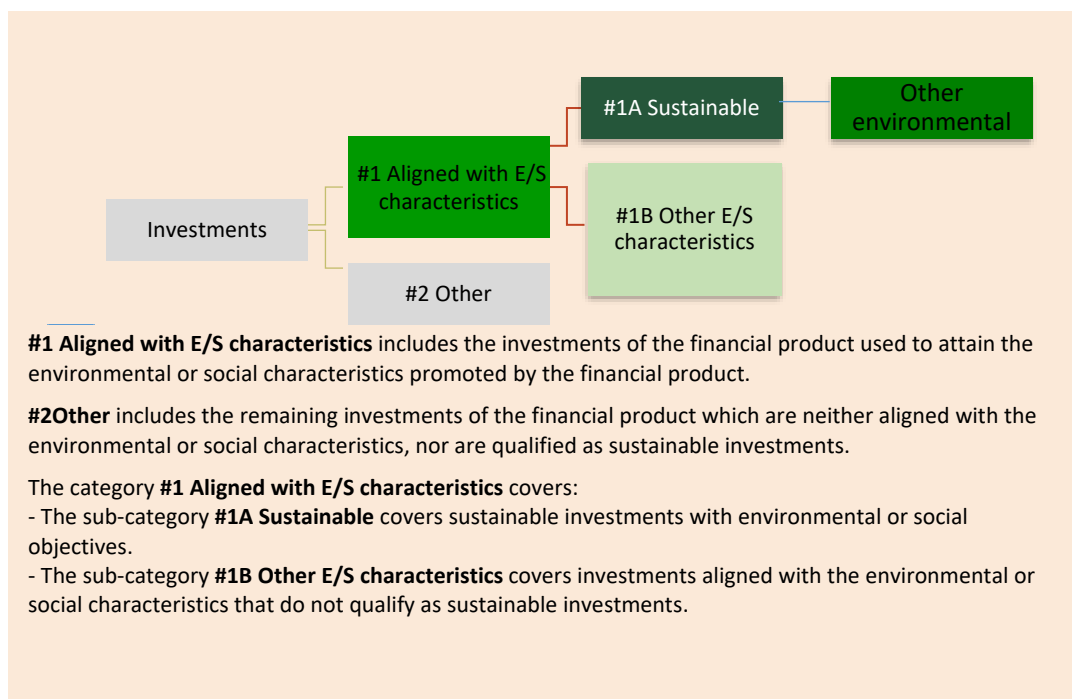 #1A Sustainable
Other
environmental
#1 Aligned with E/S
characteristics
#1B Other E/S
characteristics
Investments
#2 Other
#1 Aligned with E/S characteristics includes the investments of the financial product used to attain the
environmental or social characteristics promoted by the financial product.
#2Other includes the remaining investments of the financial product which are neither aligned with the
environmental or social characteristics, nor are qualified as sustainable investments.
The category #1 Aligned with E/S characteristics covers:
- The sub-category #1A Sustainable covers sustainable investments with environmental or social
objectives.
- The sub-category #1B Other E/S characteristics covers investments aligned with the environmental or
social characteristics that do not qualify as sustainable investments.